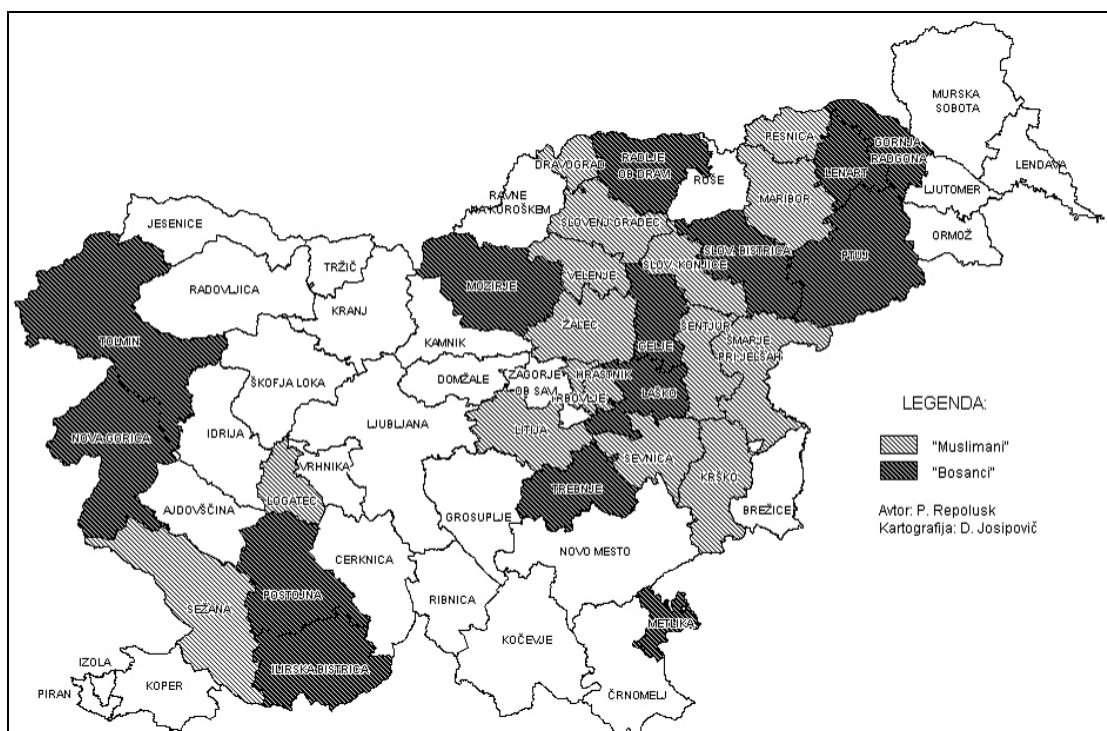 MURSKA
SOBOTA
PESNICA
GORNJA
RADGONA
LENART
LENDAVA
LJUTOMER
ORMOŽ
DRAVOGRAD
RADLJE
OB DRAVI
RUŠE
MARIBOR
RAVNE
NA KOROŠKEM
SLOVENJ GRADEC
JESENICE
SLOV. BISTRICA
PTUJ
TRŽIČ
VELENJE
SLOV. KONJICE
MOZIRJE
RADOVLJICA
KRANJ
ŽALEC
CELJE
ŠENTJUR
ŠMARJE
PRI JELŠAH
TOLMIN
KAMNIK
ŠKOFJA LOKA
DOMŽALE
ZAGORJE
OB SAVI
HRASTNIK
TRBOVLJE
LAŠKO
LJUBLJANA
LITIJA
NOVA GORICA
IDRIJA
VRHNIKA
SEVNICA
KRŠKO
LOGATEC
TREBNJE
AJDOVŠČINA
GROSUPLJE
BREŽICE
NOVO MESTO
CERKNICA
POSTOJNA
RIBNICA
SEŽANA
METLIKA
KOČEVJE
IZOLA
ILIRSKA BISTRICA
PIRAN
KOPER
ČRNOMELJ
LEGENDA:
"Muslimani"
"Bosanci"
Avtor: P. Repolusk
Kartografija: D. Josipovič